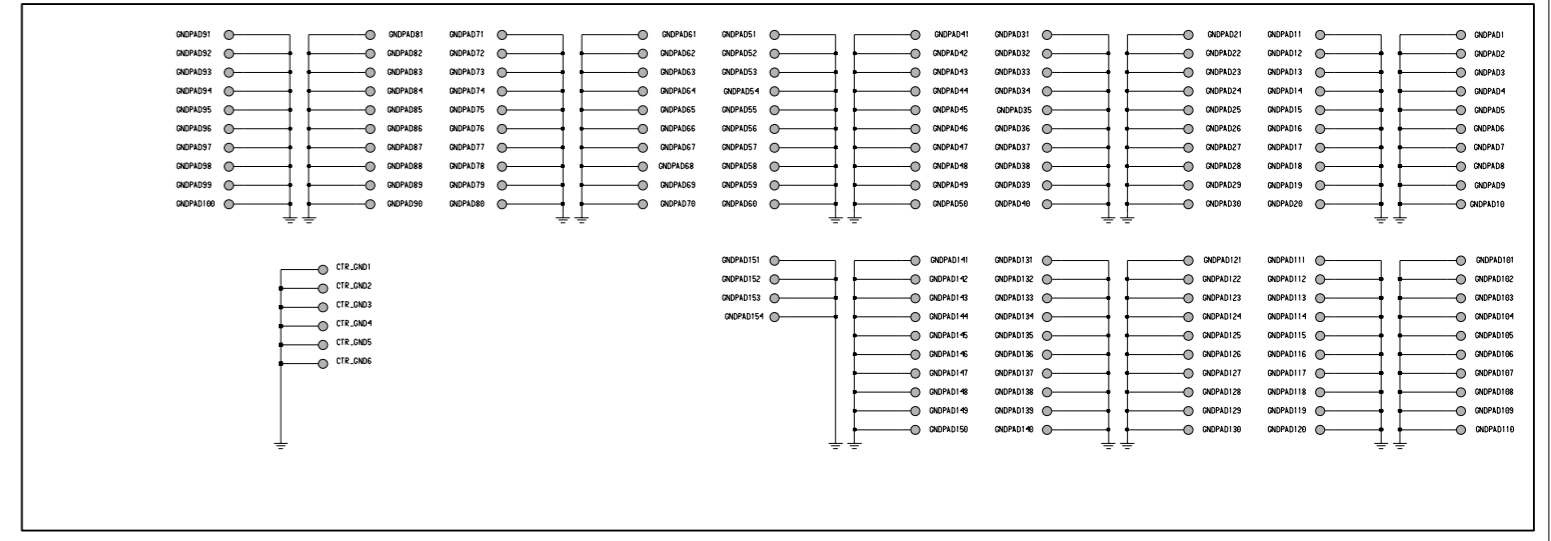 GNDPAD91 GNDPAD81 GNDPAD71 GNDPAD61 GNDPAD51 GNDPAD41 GNDPAD31 GNDPAD21 GNDPAD11 GNDPAD1
GNDPAD92 GNDPAD82 GNDPAD72 GNDPAD62 GNDPAD52 GNDPAD42 GNDPAD32 GNDPAD22 GNDPAD12 GNDPAD2
GNDPAD93 GNDPAD83 GNDPAD73 GNDPAD63 GNDPAD53 GNDPAD43 GNDPAD33 GNDPAD23 GNDPAD13 GNDPAD3
GNDPAD94 GNDPAD84 GNDPAD74 GNDPAD64 GNDPAD54 GNDPAD44 GNDPAD34 GNDPAD24 GNDPAD14 GNDPAD4
GNDPAD95 GNDPAD85 GNDPAD75 GNDPAD65 GNDPAD55 GNDPAD45 GNDPAD35 GNDPAD25 GNDPAD15 GNDPAD5
GNDPAD96 GNDPAD86 GNDPAD76 GNDPAD66 GNDPAD56 GNDPAD46 GNDPAD36 GNDPAD26 GNDPAD16 GNDPAD6
GNDPAD97 GNDPAD87 GNDPAD77 GNDPAD67 GNDPAD57 GNDPAD47 GNDPAD37 GNDPAD27 GNDPAD17 GNDPAD7
GNDPAD98 GNDPAD88 GNDPAD78 GNDPAD68 GNDPAD58 GNDPAD48 GNDPAD38 GNDPAD28 GNDPAD18 GNDPAD8
GNDPAD99 GNDPAD89 GNDPAD79 GNDPAD69 GNDPAD59 GNDPAD49 GNDPAD39 GNDPAD29 GNDPAD19 GNDPAD9
GNDPAD100 GNDPAD90 GNDPAD80 GNDPAD70 GNDPAD60 GNDPAD50 GNDPAD40 GNDPAD30 GNDPAD20 GNDPAD10
CTR_GND1 GNDPAD151 GNDPAD141 GNDPAD131 GNDPAD121 GNDPAD111 GNDPAD101
CTR_GND2 GNDPAD152 GNDPAD142 GNDPAD132 GNDPAD122 GNDPAD112 GNDPAD102
CTR_GND3 GNDPAD153 GNDPAD143 GNDPAD133 GNDPAD123 GNDPAD113 GNDPAD103
CTR_GND4 GNDPAD154 GNDPAD144 GNDPAD134 GNDPAD124 GNDPAD114 GNDPAD104
CTR_GND5 GNDPAD145 GNDPAD135 GNDPAD125 GNDPAD115 GNDPAD105
CTR_GND6 GNDPAD146 GNDPAD136 GNDPAD126 GNDPAD116 GNDPAD106
GNDPAD147 GNDPAD137 GNDPAD127 GNDPAD117 GNDPAD107
GNDPAD148 GNDPAD138 GNDPAD128 GNDPAD118 GNDPAD108
GNDPAD149 GNDPAD139 GNDPAD129 GNDPAD119 GNDPAD109
GNDPAD150 GNDPAD140 GNDPAD130 GNDPAD120 GNDPAD110